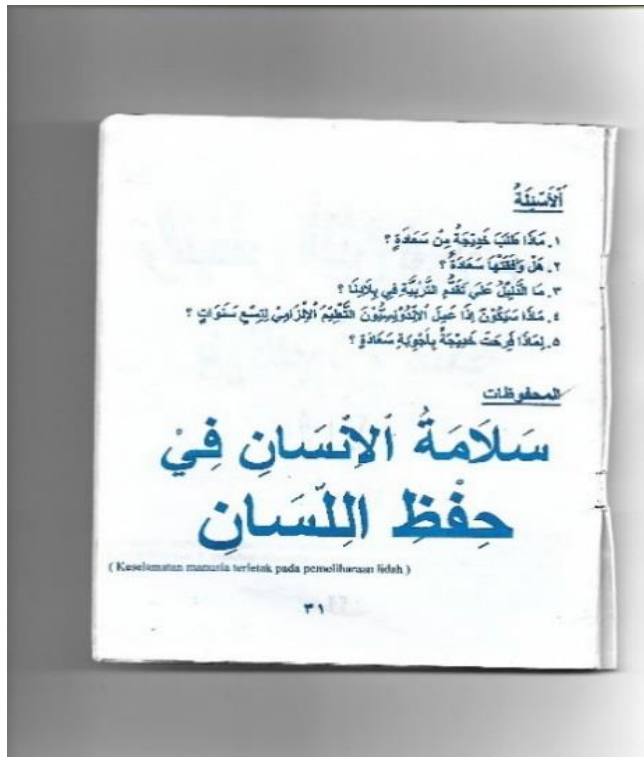 اَلْأَسْئِلَةُ
١. مَاذَا طَلَبَ خَدِيْجَةُ مِنْ سَعَادَةٍ ؟
٢. هَلْ وَافَقَتْهَا سَعَادَةٌ ؟
٣. مَا الدَّلِيْلُ عَلَى تَقَدُّمِ التَّرْبِيَّةِ فِي بِلَادِنَا ؟
٤. مَاذَا سَيَكُوْنُ إِذَا عَمِلَ الْإِنْدُوْنِيْسِيُّوْنَ التَّعْلِيْمَ الْإِلْزَامِيَ لِتِسْعِ سَنَوَاتٍ ؟
٥. لِمَاذَا فَرِحَتْ خَدِيْجَةُ بِأَجْوِبَةِ سَعَادَةٍ ؟
المحفوظات
سَلَامَةُ الْإِنْسَانِ فِيْ
حِفْظِ اللِّسَانِ
( Keselamatan manusia terletak pada pemeliharaan lidah )
٣١